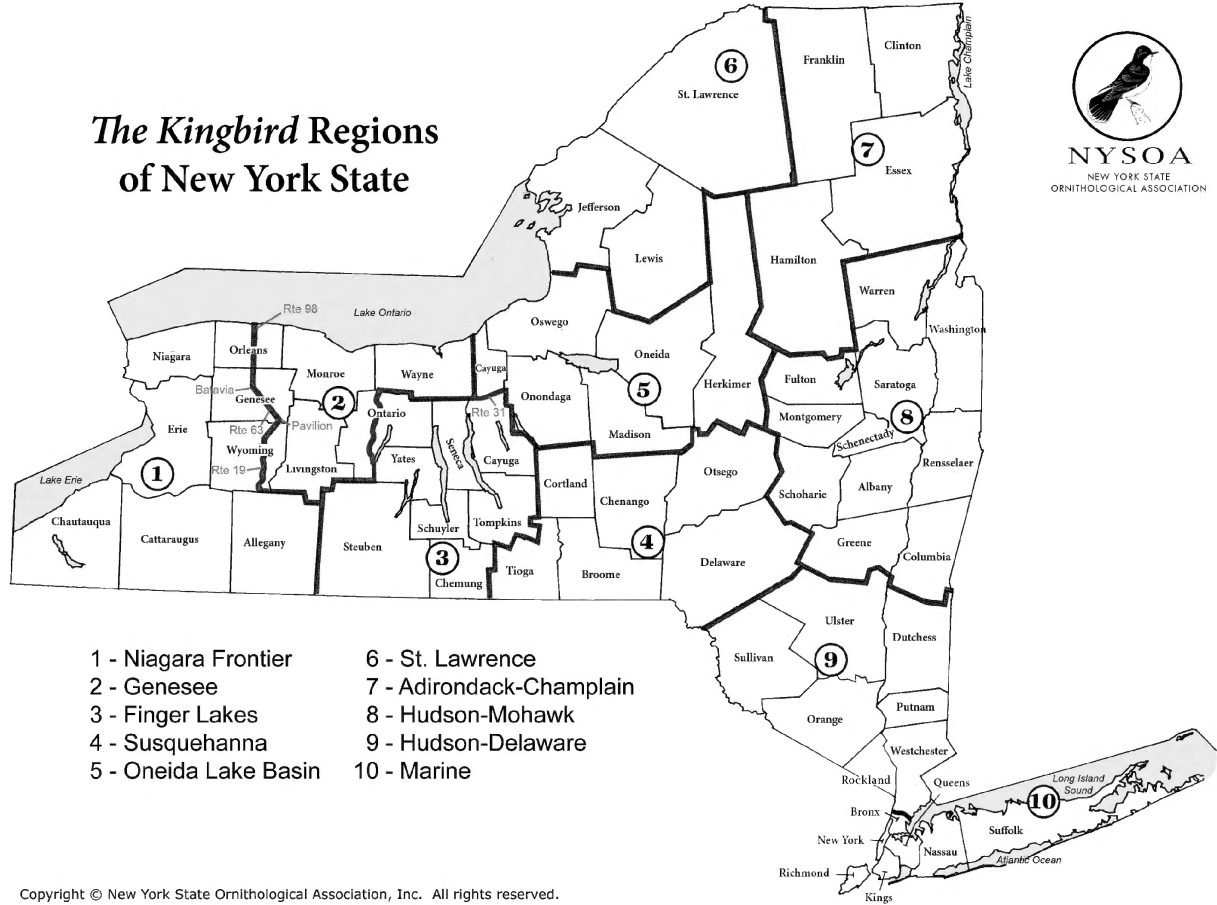 The Kingbird Regions
of New York State
NYSOA
NEW YORK STATE
ORNITHOLOGICAL ASSOCIATION
6
St. Lawrence
Franklin
Clinton
Lake Champlain
7
Essex
Jefferson
Lewis
Hamilton
Warren
Washington
Rte 98
Lake Ontario
Oswego
Oneida
Herkimer
Niagara
Orleans
Monroe
Wayne
Cayuga
Onondaga
5
Madison
Fulton
Montgomery
Saratoga
8
Schenectady
Batavia
Genesee
2
Ontario
Rte 31
Erie
Rte 63
Pavilion
Wyoming
Rte 19
Livingston
Yates
Seneca
Cayuga
Cortland
Chenango
Otsego
Schoharie
Albany
Rensselaer
Lake Erie
1
Chautauqua
Cattaraugus
Allegany
Steuben
Schuyler
Tompkins
3
Chemung
Tioga
Broome
4
Delaware
Greene
Columbia
Ulster
Sullivan
9
Dutchess
Orange
Putnam
Westchester
Rockland
Queens
Bronx
New York
Richmond
Kings
Nassau
Suffolk
10
Long Island
Sound
Atlantic Ocean
1 - Niagara Frontier
2 - Genesee
3 - Finger Lakes
4 - Susquehanna
5 - Oneida Lake Basin
6 - St. Lawrence
7 - Adirondack-Champlain
8 - Hudson-Mohawk
9 - Hudson-Delaware
10 - Marine
Copyright © New York State Ornithological Association, Inc. All rights reserved.